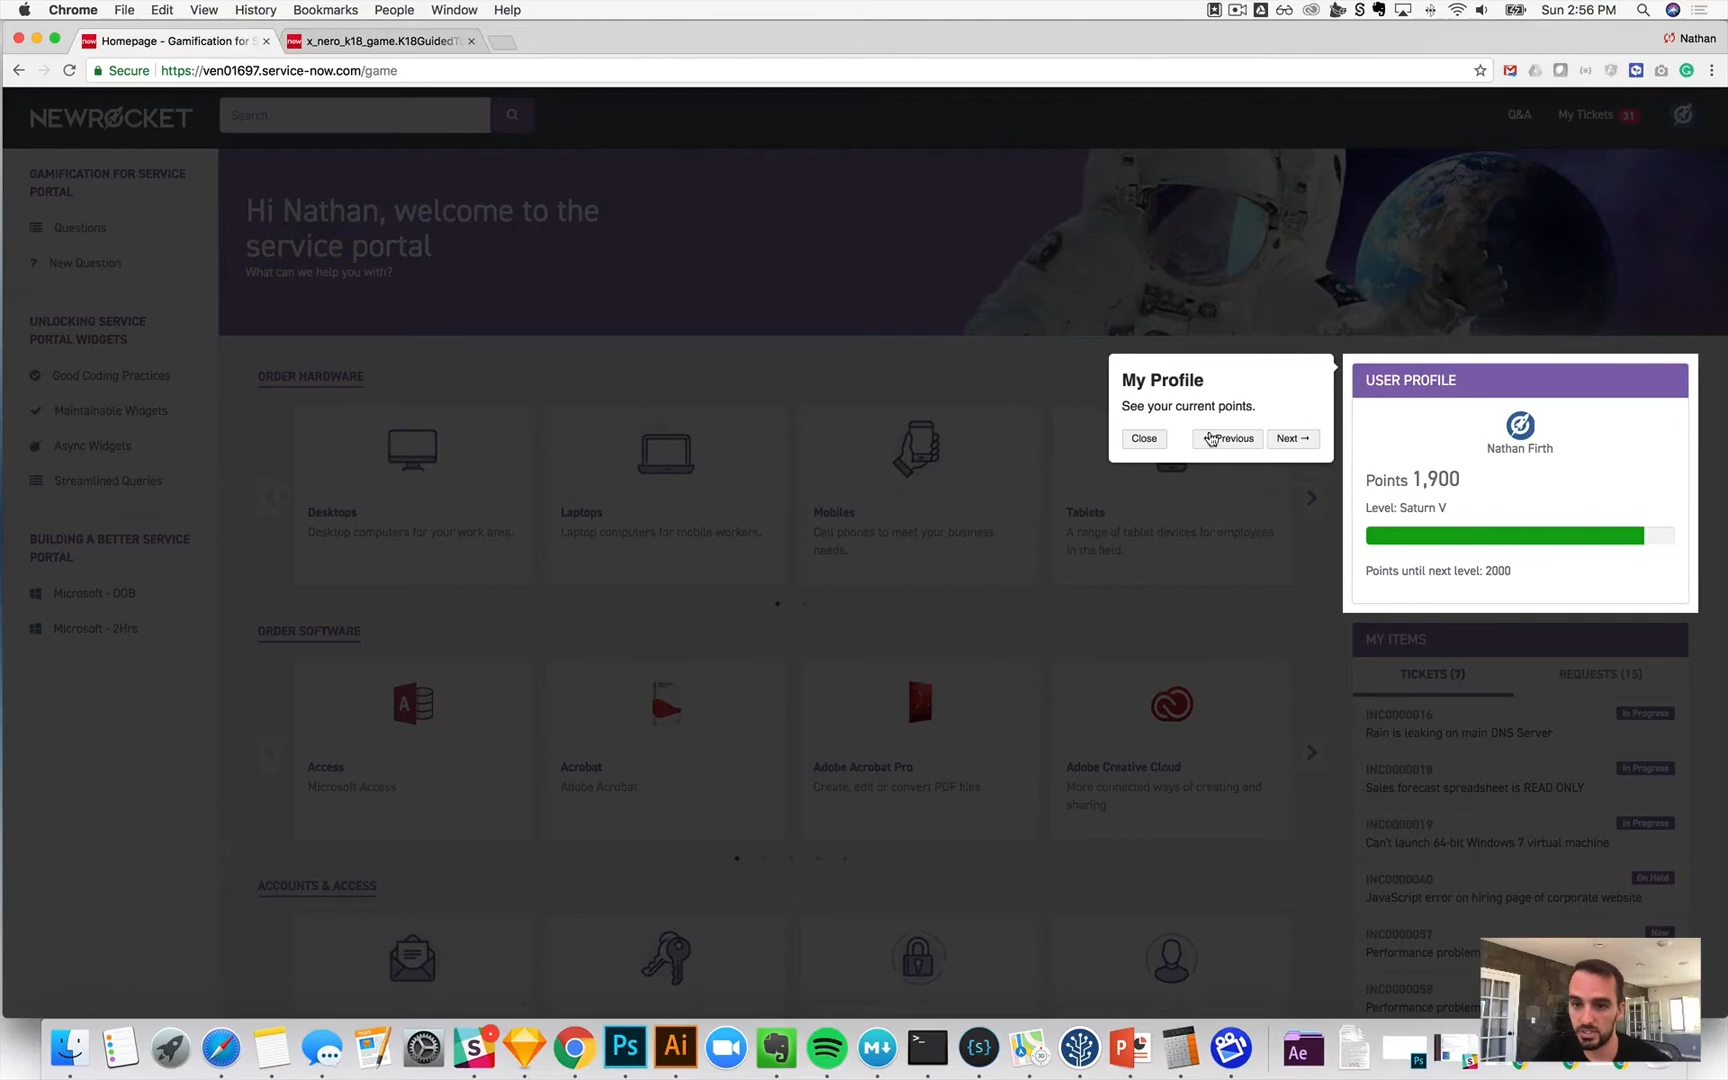 Chrome File Edit View History Bookmarks People Window Help
Sun 2:56 PM
Homepage - Gamification for S
x_nero_k18_game.K18GuidedT
Nathan
Secure https://ven01697.service-now.com/game
NEWROCKET
Search
Q&A
My Tickets 31
GAMIFICATION FOR SERVICE
PORTAL
Questions
? New Question
UNLOCKING SERVICE
PORTAL WIDGETS
Good Coding Practices
Maintainable Widgets
Async Widgets
Streamlined Queries
BUILDING A BETTER SERVICE
PORTAL
Microsoft - OOB
Microsoft - 2Hrs
Hi Nathan, welcome to the
service portal
What can we help you with?
ORDER HARDWARE
Desktops
Desktop computers for your work area.
Laptops
Laptop computers for mobile workers.
Mobiles
Cell phones to meet your business
needs.
Tablets
A range of tablet devices for employees
in the field.
My Profile
See your current points.
Close
Previous
Next →
USER PROFILE
Nathan Firth
Points 1,900
Level: Saturn V
Points until next level: 2000
ORDER SOFTWARE
Access
Microsoft Access
Acrobat
Adobe Acrobat
Adobe Acrobat Pro
Create, edit or convert PDF files
Adobe Creative Cloud
More connected ways of creating and
sharing
ACCOUNTS & ACCESS
MY ITEMS
TICKETS (7)
REQUESTS (15)
INC0000016
In Progress
Rain is leaking on main DNS Server
INC0000018
In Progress
Sales forecast spreadsheet is READ ONLY
INC0000019
In Progress
Can't launch 64-bit Windows 7 virtual machine
INC0000040
On Hold
JavaScript error on hiring page of corporate website
INC0000057
New
Performance problem
INC0000058
Performance problem
Ps
Ai
M
{s}
P
Ae
Ps